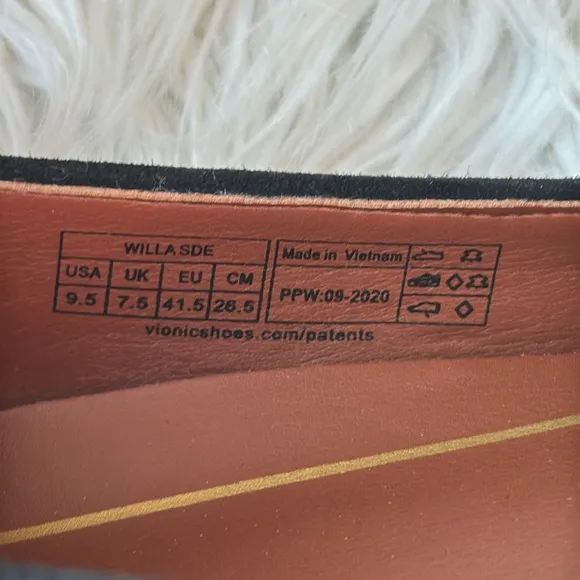 WILLA SDE
USA UK EU CM
9.5 7.5 41.5 26.5
Made in Vietnam
PPW:09-2020
vionicshoes.com/patents